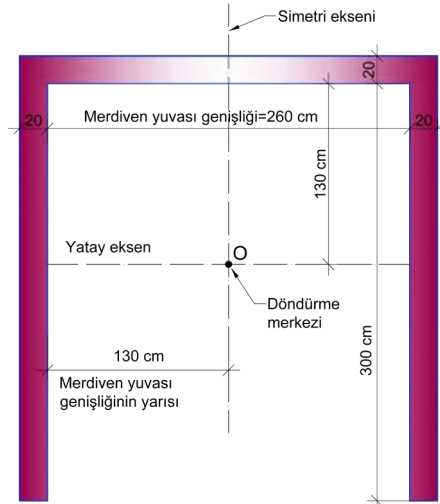 Simetri ekseni
20
20
Merdiven yuvası genişliği=260 cm
20
130 cm
Yatay eksen
O
Döndürme
merkezi
300 cm
130 cm
Merdiven yuvası
genişliğinin yarısı